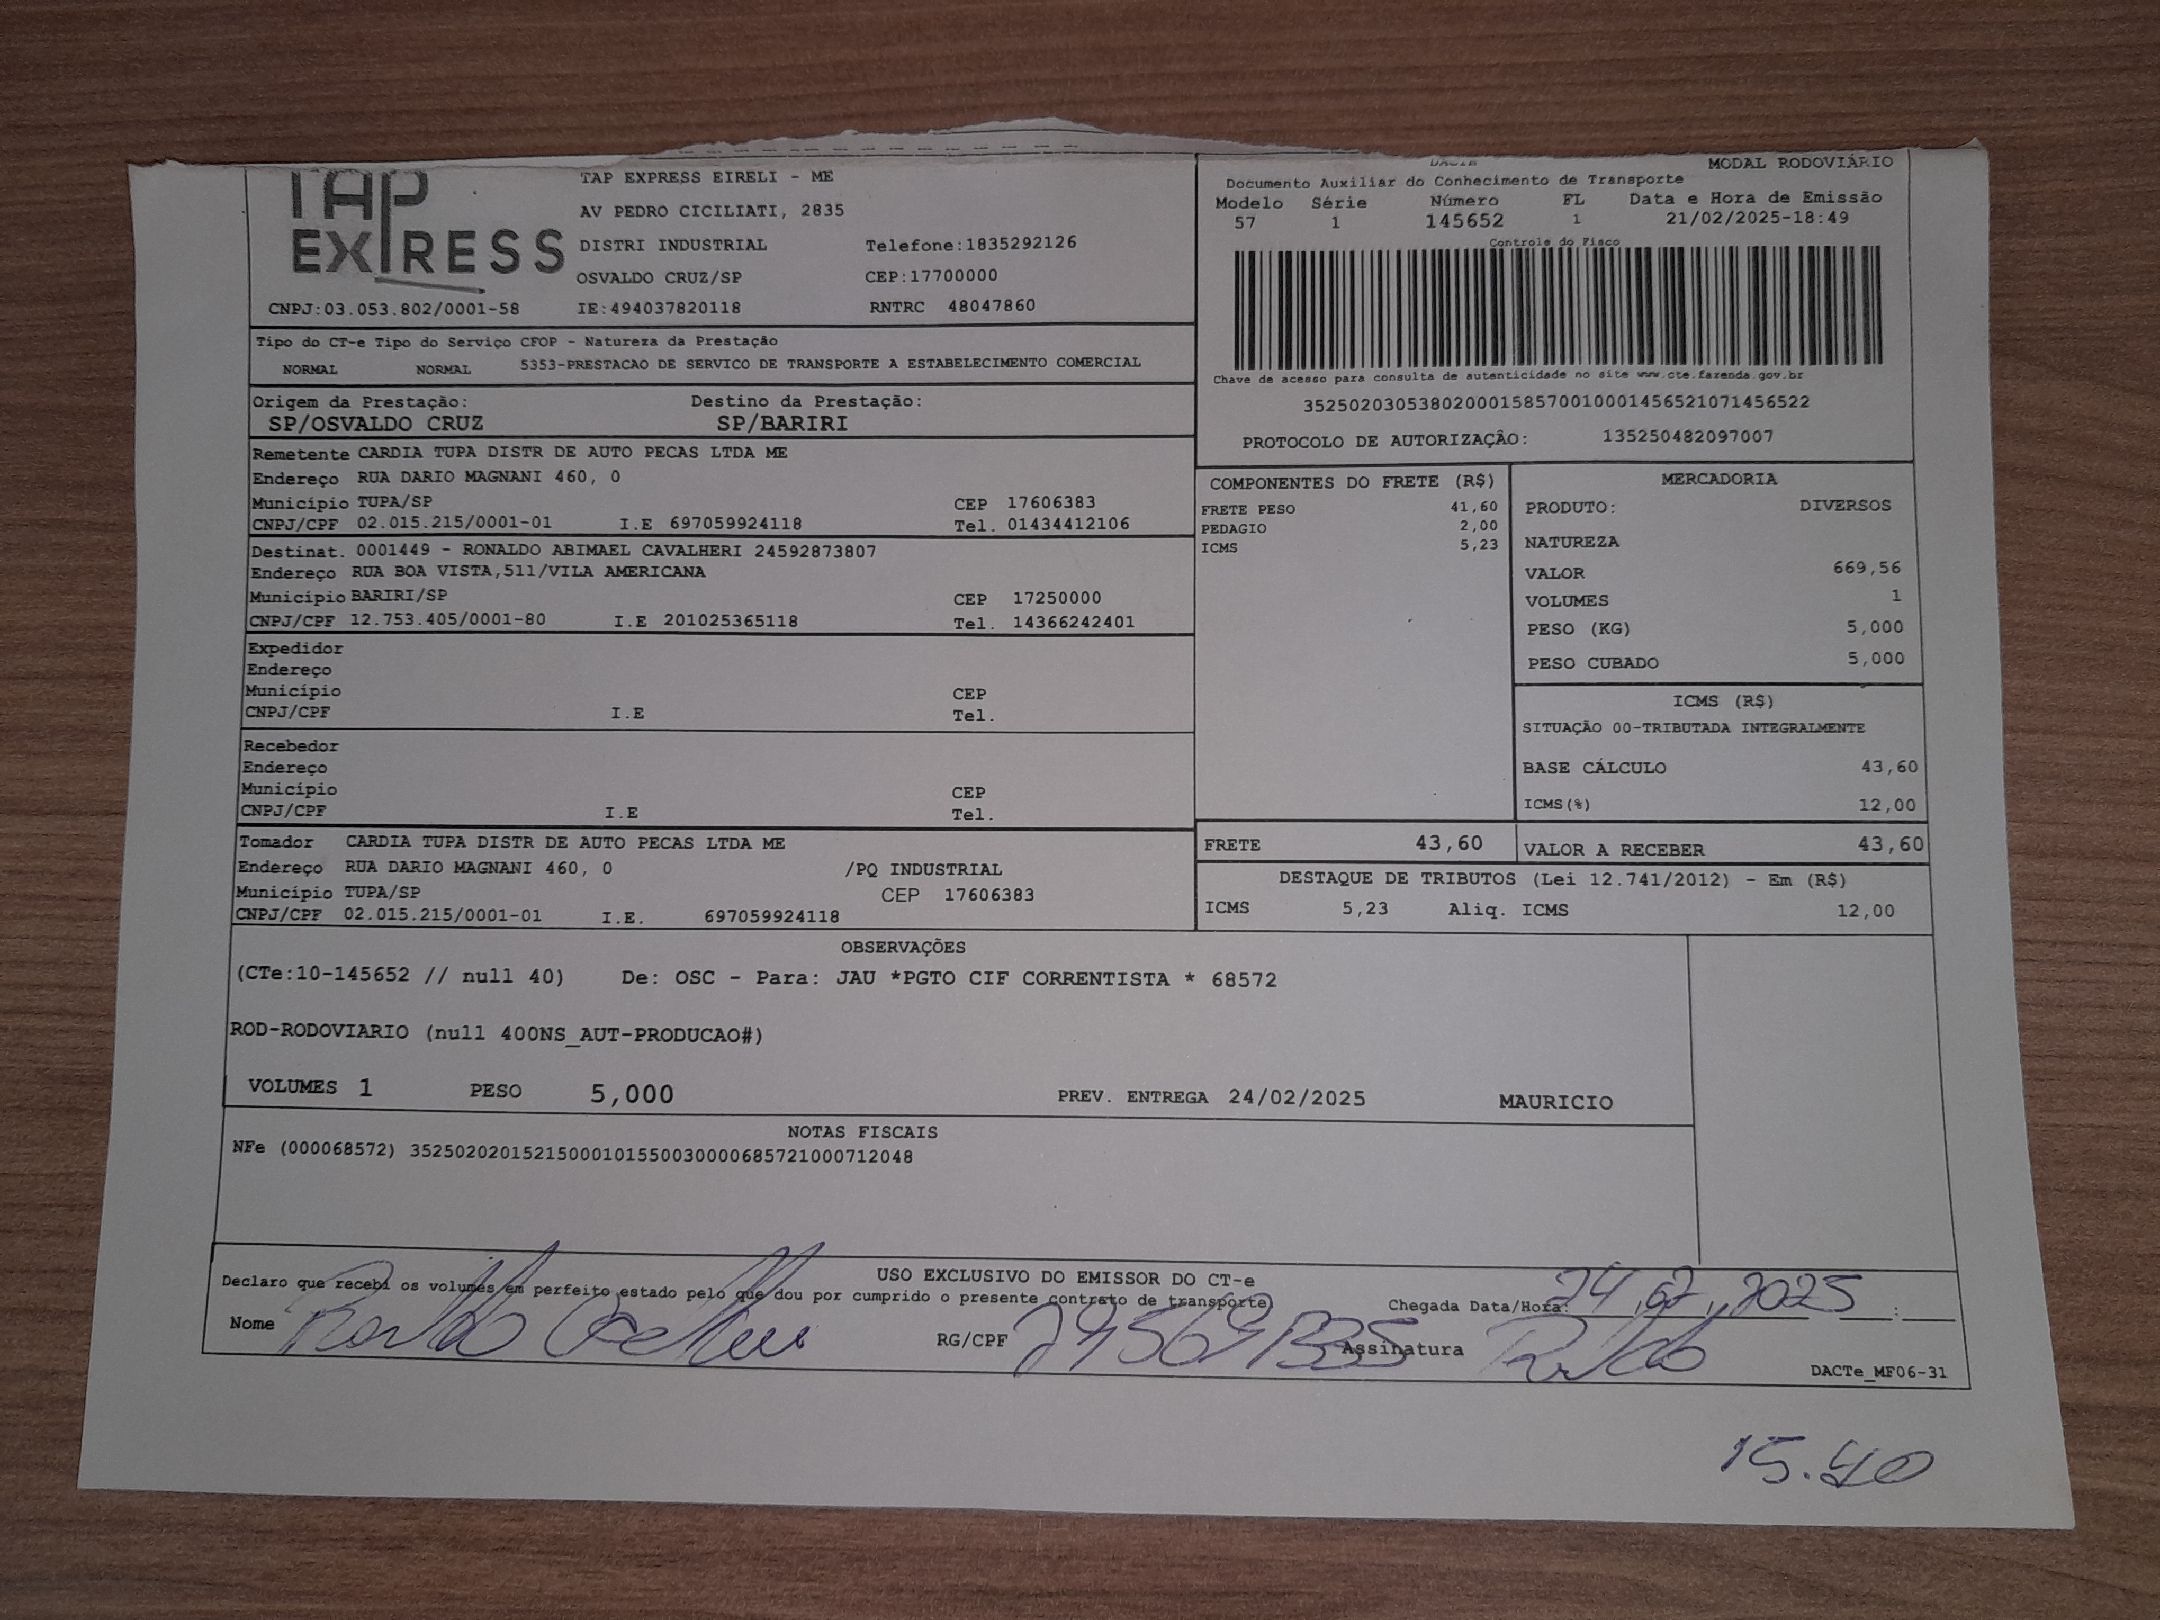 TAP
EXPRESS
TAP EXPRESS EIRELI - ME
AV PEDRO CICILIATI, 2835
DISTRI INDUSTRIAL Telefone:1835292126
OSVALDO CRUZ/SP CEP:17700000
CNPJ:03.053.802/0001-58 IE:494037820118 RNTRC 48047860
DACTE MODAL RODOVIÁRIO
Documento Auxiliar do Conhecimento de Transporte
Modelo Série Número FL Data e Hora de Emissão
57 1 145652 1 21/02/2025-18:49
Controle do Fisco
Chave de acesso para consulta de autenticidade no site www.cte.fazenda.gov.br
35250203053802000158570010001456521071456522
PROTOCOLO DE AUTORIZAÇÃO: 135250482097007
Tipo do CT-e Tipo do Serviço CFOP - Natureza da Prestação
NORMAL NORMAL 5353-PRESTACAO DE SERVICO DE TRANSPORTE A ESTABELECIMENTO COMERCIAL
Origem da Prestação: Destino da Prestação:
SP/OSVALDO CRUZ SP/BARIRI
Remetente CARDIA TUPA DISTR DE AUTO PECAS LTDA ME
Endereço RUA DARIO MAGNANI 460, 0
Município TUPA/SP CEP 17606383
CNPJ/CPF 02.015.215/0001-01 I.E 697059924118 Tel. 01434412106
Destinat. 0001449 - RONALDO ABIMAEL CAVALHERI 24592873807
Endereço RUA BOA VISTA,511/VILA AMERICANA
Município BARIRI/SP CEP 17250000
CNPJ/CPF 12.753.405/0001-80 I.E 201025365118 Tel. 14366242401
Expedidor
Endereço
Município CEP
CNPJ/CPF I.E Tel.
Recebedor
Endereço
Município CEP
CNPJ/CPF I.E Tel.
Tomador CARDIA TUPA DISTR DE AUTO PECAS LTDA ME
Endereço RUA DARIO MAGNANI 460, 0 /PQ INDUSTRIAL
Município TUPA/SP CEP 17606383
CNPJ/CPF 02.015.215/0001-01 I.E. 697059924118
COMPONENTES DO FRETE (R$)
FRETE PESO 41,60
PEDAGIO 2,00
ICMS 5,23
MERCADORIA
PRODUTO: DIVERSOS
NATUREZA
VALOR 669,56
VOLUMES 1
PESO (KG) 5,000
PESO CUBADO 5,000
ICMS (R$)
SITUAÇÃO 00-TRIBUTADA INTEGRALMENTE
BASE CÁLCULO 43,60
ICMS(%) 12,00
FRETE 43,60 VALOR A RECEBER 43,60
DESTAQUE DE TRIBUTOS (Lei 12.741/2012) - Em (R$)
ICMS 5,23 Aliq. ICMS 12,00
OBSERVAÇÕES
(CTe:10-145652 // null 40) De: OSC - Para: JAU *PGTO CIF CORRENTISTA * 68572
ROD-RODOVIARIO (null 400NS_AUT-PRODUCAO#)
VOLUMES 1 PESO 5,000 PREV. ENTREGA 24/02/2025 MAURICIO
NOTAS FISCAIS
NFe (000068572) 35250202015215000101550030000685721000712048
USO EXCLUSIVO DO EMISSOR DO CT-e
Declaro que recebi os volumes em perfeito estado pelo que dou por cumprido o presente contrato de transporte
Chegada Data/Hora: 24,02,2025 :
Nome RG/CPF Assinatura
DACTe_MF06-31
15.40